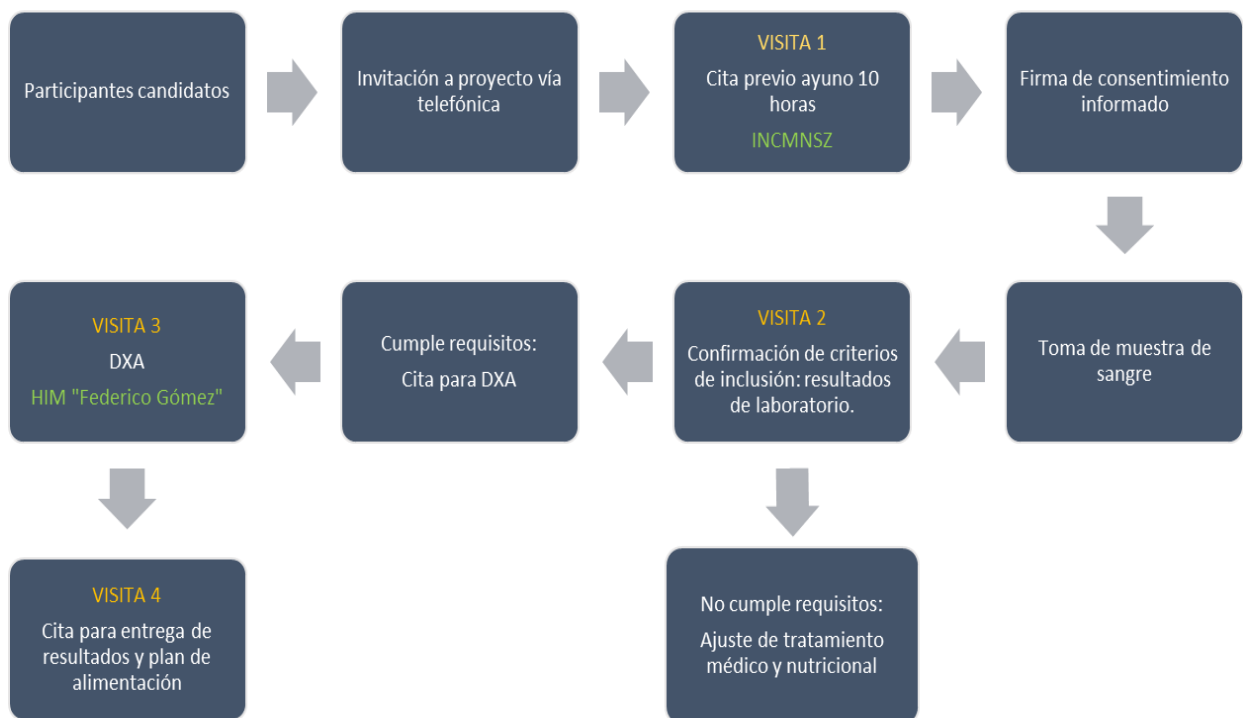 Participantes candidatos
Invitación a proyecto vía
telefónica
VISITA 1
Cita previo ayuno 10
horas
INCMNSZ
Firma de consentimiento
informado
Toma de muestra de
sangre
VISITA 2
Confirmación de criterios
de inclusión: resultados
de laboratorio.
Cumple requisitos:
Cita para DXA
VISITA 3
DXA
HIM "Federico Gómez"
VISITA 4
Cita para entrega de
resultados y plan de
alimentación
No cumple requisitos:
Ajuste de tratamiento
médico y nutricional